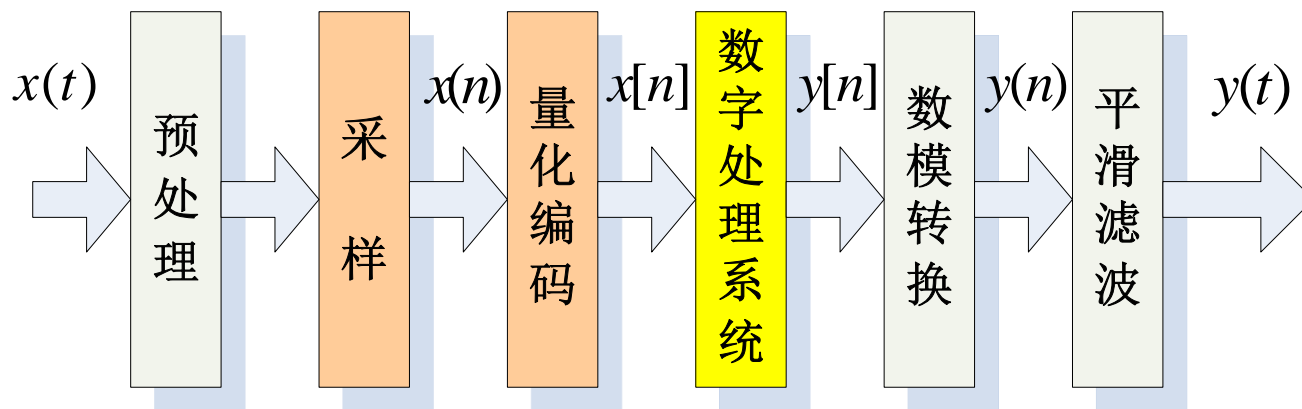 x(t)
预处理
采样
x(n)
量化编码
x[n]
数字处理系统
y[n]
数模转换
y(n)
平滑滤波
y(t)